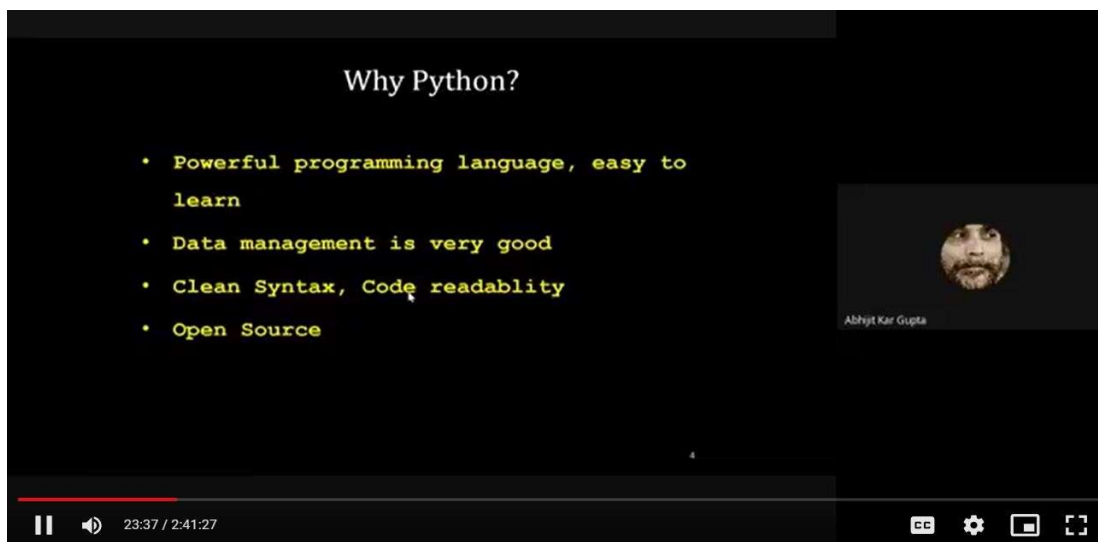 Why Python?
• Powerful programming language, easy to
learn
• Data management is very good
• Clean Syntax, Code readablity
• Open Source
Abhijit Kar Gupta
4
23:37 / 2:41:27
CC